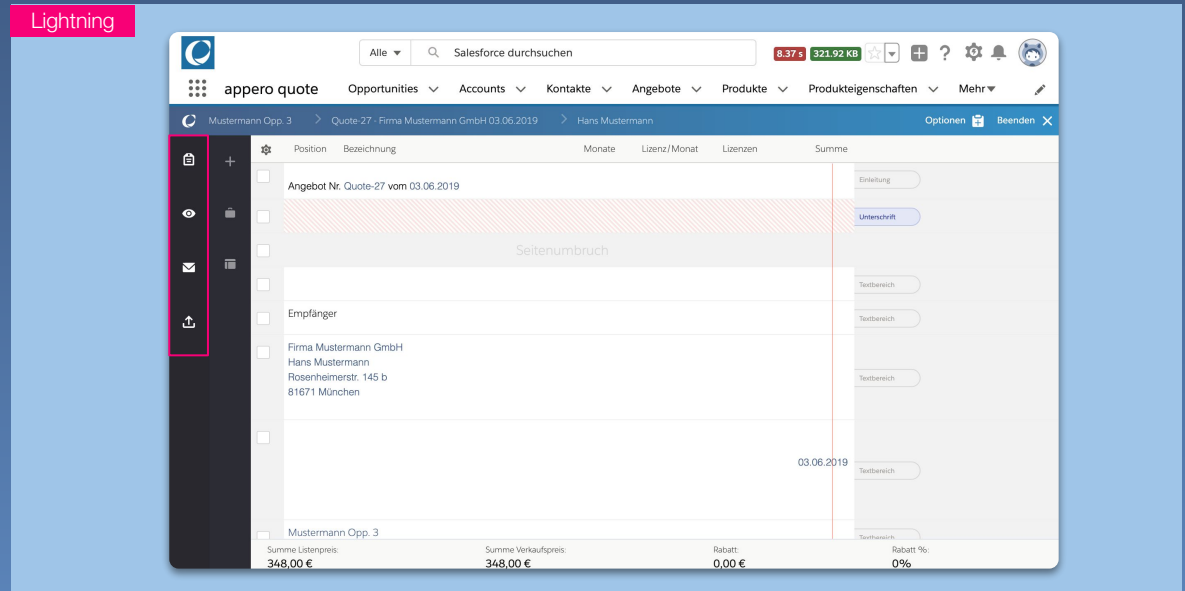 Lightning
Alle
Salesforce durchsuchen
8.37 s
321.92 KB
appero quote
Opportunities
Accounts
Kontakte
Angebote
Produkte
Produkteigenschaften
Mehr
Mustermann Opp. 3
Quote-27 - Firma Mustermann GmbH 03.06.2019
Hans Mustermann
Optionen
Beenden
Position
Bezeichnung
Monate
Lizenz/Monat
Lizenzen
Summe
Angebot Nr. Quote-27 vom 03.06.2019
Einleitung
Unterschrift
Seitenumbruch
Textbereich
Empfänger
Textbereich
Firma Mustermann GmbH
Hans Mustermann
Rosenheimerstr. 145 b
81671 München
Textbereich
03.06.2019
Textbereich
Mustermann Opp. 3
Textbereich
Summe Listenpreis:
348,00 €
Summe Verkaufspreis:
348,00 €
Rabatt:
0,00 €
Rabatt %:
0%